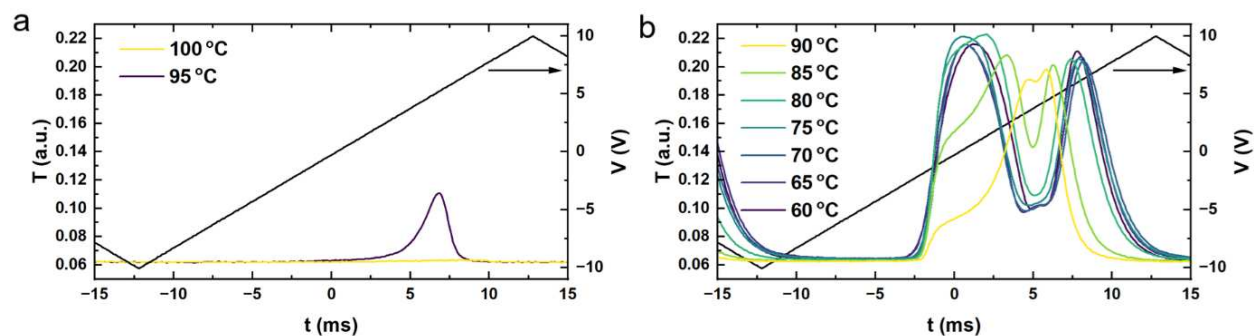 a
T (a.u.)
0.22
0.20
0.18
0.16
0.14
0.12
0.10
0.08
0.06
100 °C
95 °C
10
5
0
−5
−10
V (V)
−15 −10 −5 0 5 10 15
t (ms)
b
T (a.u.)
0.22
0.20
0.18
0.16
0.14
0.12
0.10
0.08
0.06
90 °C
85 °C
80 °C
75 °C
70 °C
65 °C
60 °C
10
5
0
−5
−10
V (V)
−15 −10 −5 0 5 10 15
t (ms)